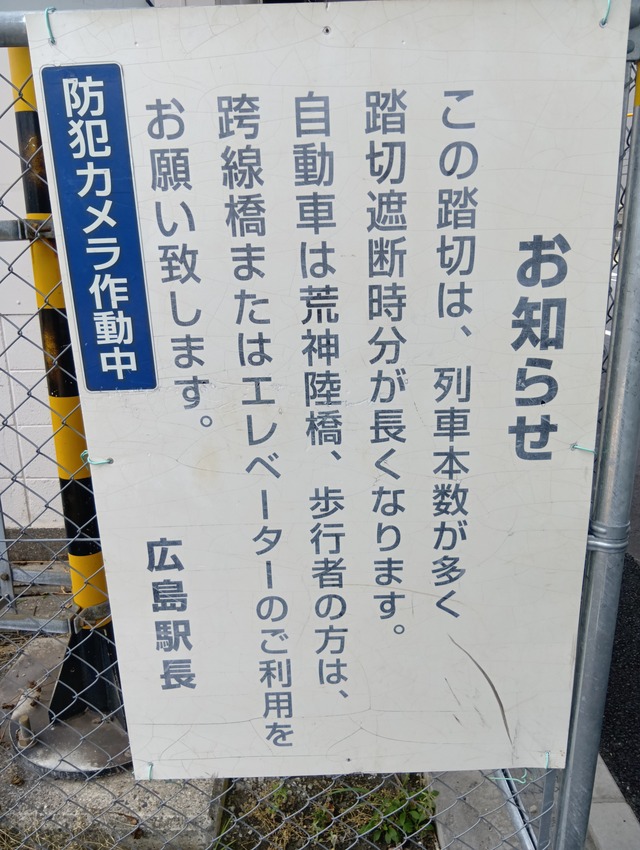 お知らせ
この踏切は、列車本数が多く
踏切遮断時分が長くなります。
自動車は荒神陸橋、歩行者の方は、
跨線橋またはエレベーターのご利用を
お願い致します。
広島駅長
防犯カメラ作動中